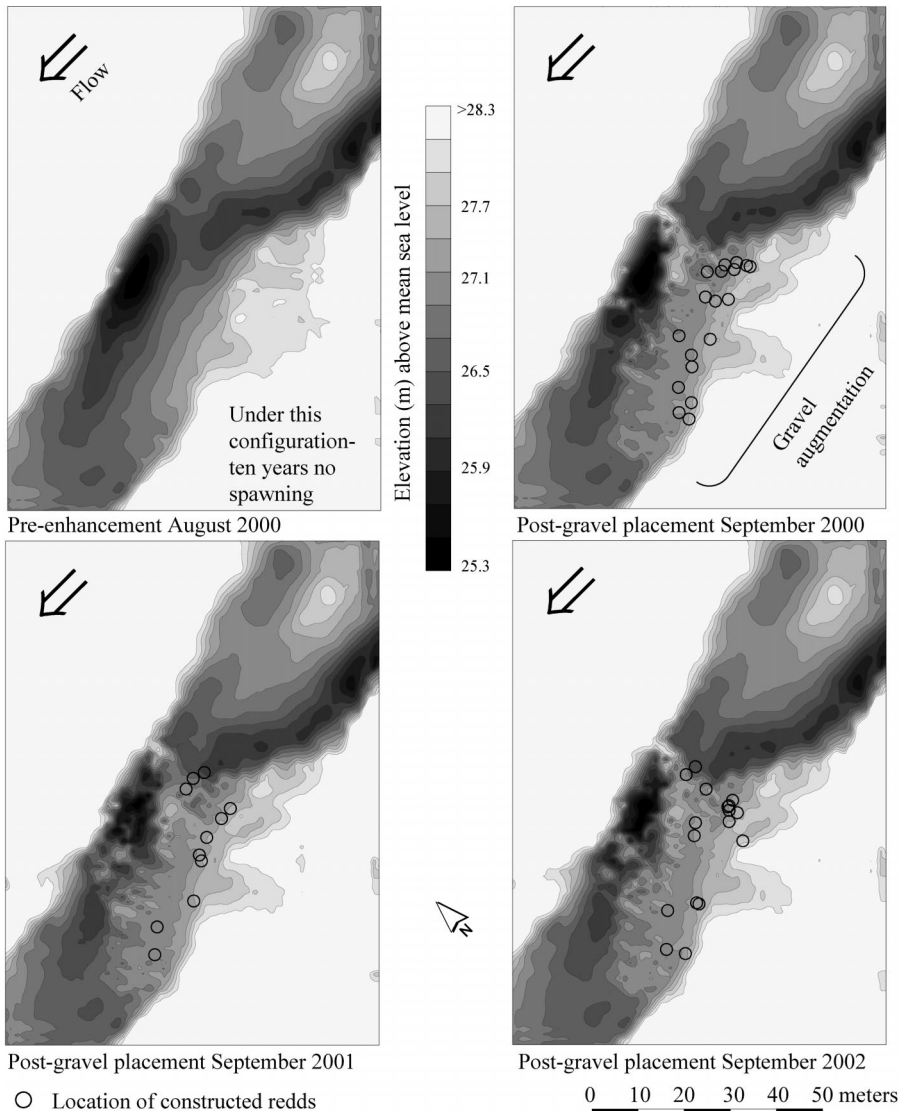 Flow
Under this
configuration-
ten years no
spawning
Pre-enhancement August 2000
Elevation (m) above mean sea level
>28.3
27.7
27.1
26.5
25.9
25.3
Gravel
augmentation
Post-gravel placement September 2000
Post-gravel placement September 2001
N
Post-gravel placement September 2002
Location of constructed redds
0 10 20 30 40 50 meters